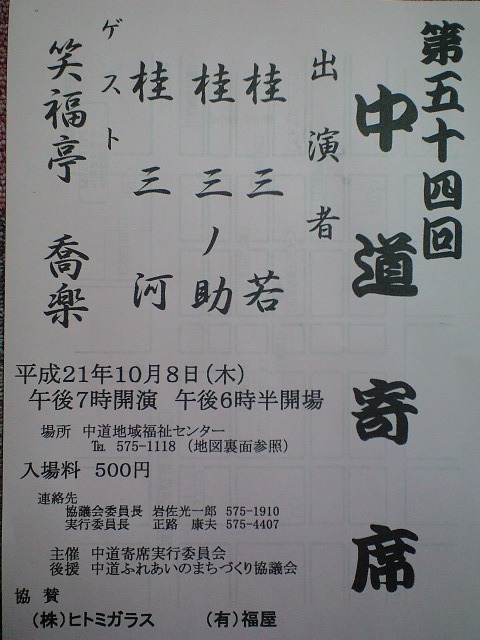 第五十四回
中道寄席
出演者
桂三若
桂三ノ助
桂三河
ゲスト
笑福亭 喬楽
平成21年10月8日(木)
午後7時開演 午後6時半開場
場所 中道地域福祉センター
℡ 575-1118 (地図裏面参照)
入場料 500円
連絡先
協議会委員長 岩佐光一郎 575-1910
実行委員長 正路 康夫 575-4407
主催 中道寄席実行委員会
後援 中道ふれあいのまちづくり協議会
協賛
(株)ヒトミガラス (有)福屋